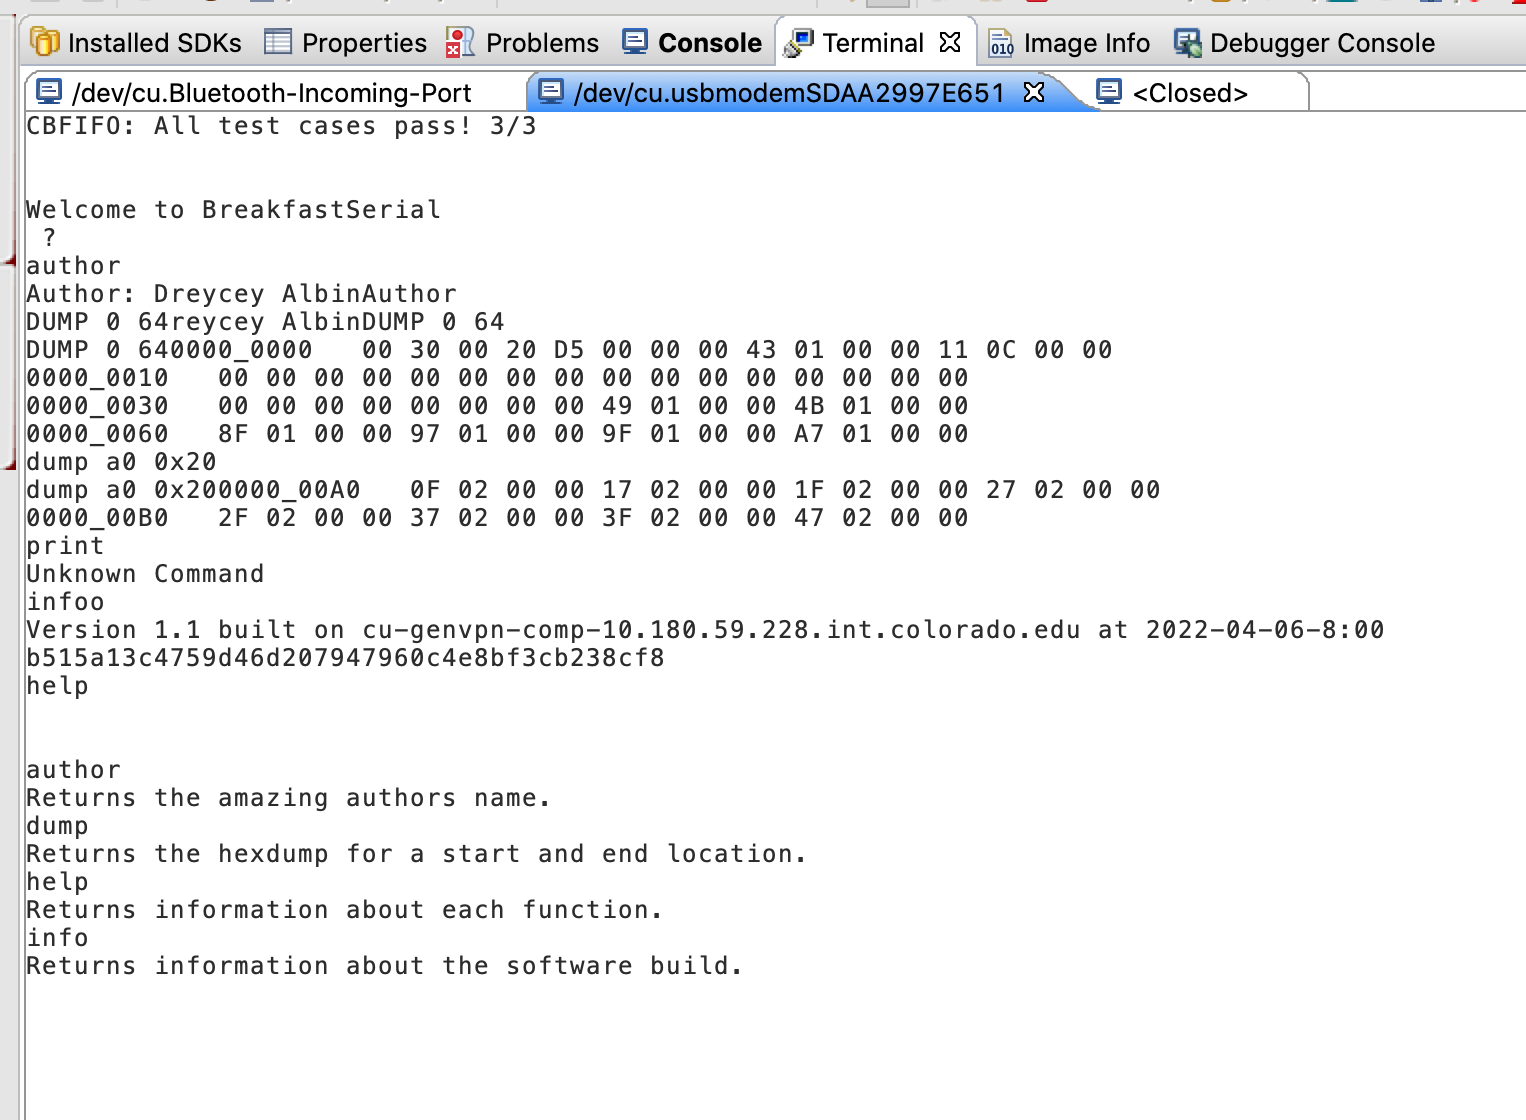 Installed SDKs Properties Problems Console Terminal Image Info Debugger Console
/dev/cu.Bluetooth-Incoming-Port /dev/cu.usbmodemSDAA2997E651 <Closed>
CBFIFO: All test cases pass! 3/3
Welcome to BreakfastSerial
?
author
Author: Dreycey AlbinAuthor
DUMP 0 64reycey AlbinDUMP 0 64
DUMP 0 640000_0000   00 30 00 20 D5 00 00 00 43 01 00 00 11 0C 00 00
0000_0010   00 00 00 00 00 00 00 00 00 00 00 00 00 00 00 00
0000_0030   00 00 00 00 00 00 00 00 49 01 00 00 4B 01 00 00
0000_0060   8F 01 00 00 97 01 00 00 9F 01 00 00 A7 01 00 00
dump a0 0x20
dump a0 0x200000_00A0   0F 02 00 00 17 02 00 00 1F 02 00 00 27 02 00 00
0000_00B0   2F 02 00 00 37 02 00 00 3F 02 00 00 47 02 00 00
print
Unknown Command
infoo
Version 1.1 built on cu-genvpn-comp-10.180.59.228.int.colorado.edu at 2022-04-06-8:00
b515a13c4759d46d207947960c4e8bf3cb238cf8
help
author
Returns the amazing authors name.
dump
Returns the hexdump for a start and end location.
help
Returns information about each function.
info
Returns information about the software build.